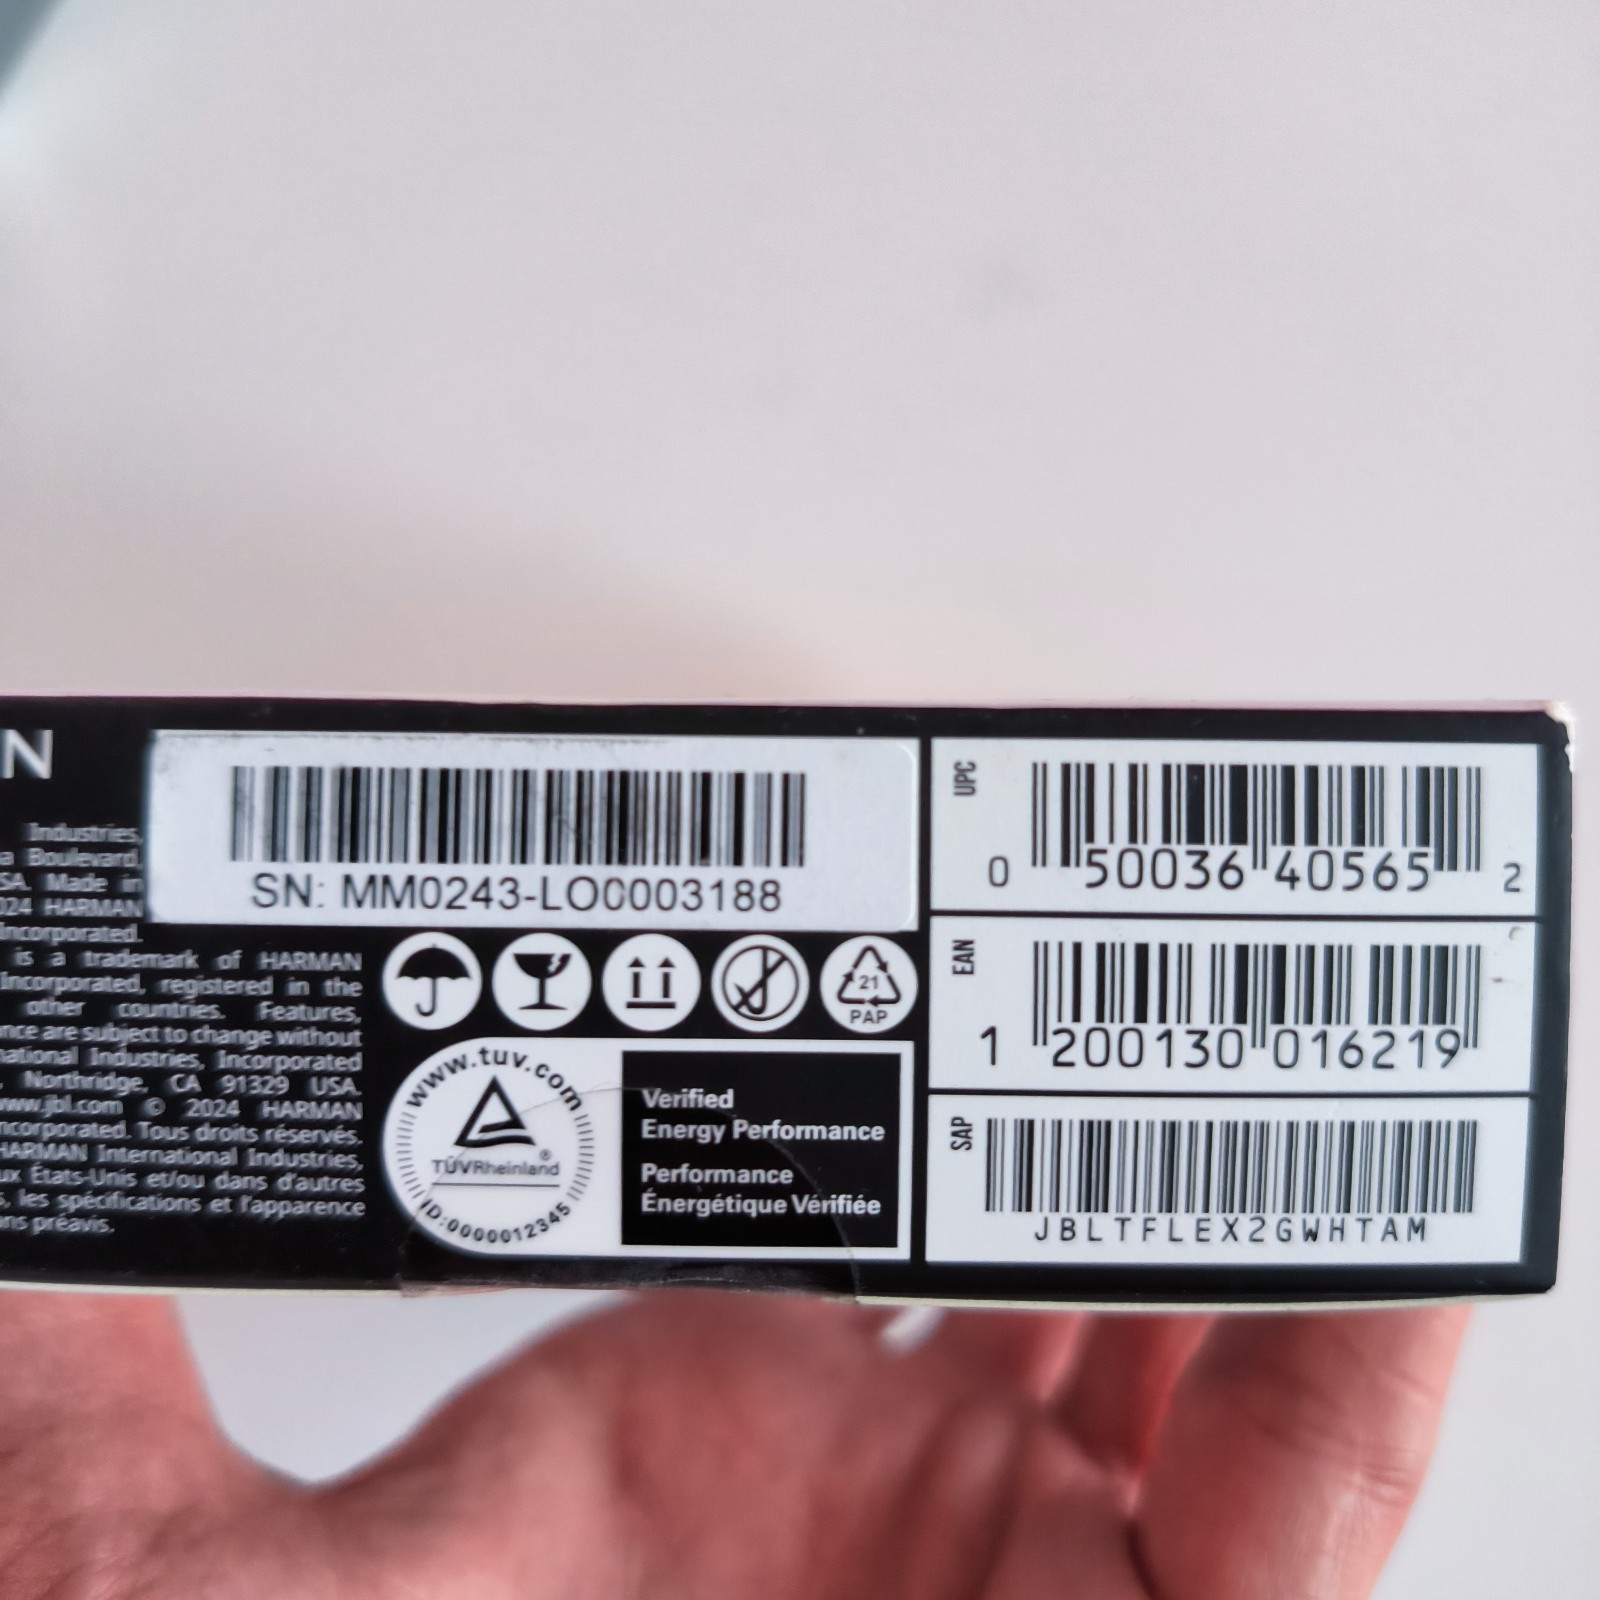 N
Industries,
a Boulevard,
SA. Made in
024 HARMAN
Incorporated.
is a trademark of HARMAN
Incorporated, registered in the
other countries. Features,
nce are subject to change without
national Industries, Incorporated
, Northridge, CA 91329 USA.
www.jbl.com © 2024 HARMAN
ncorporated. Tous droits réservés.
HARMAN International Industries,
ux États-Unis et/ou dans d'autres
s, les spécifications et l'apparence
ns préavis.
SN: MM0243-LO0003188
21
PAP
www.tuv.com
TÜVRheinland®
ID:0000012345
Verified
Energy Performance
Performance
Énergétique Vérifiée
UPC
0 50036 40565 2
EAN
1 200130 016219
SAP
JBLTFLEX2GWHTAM